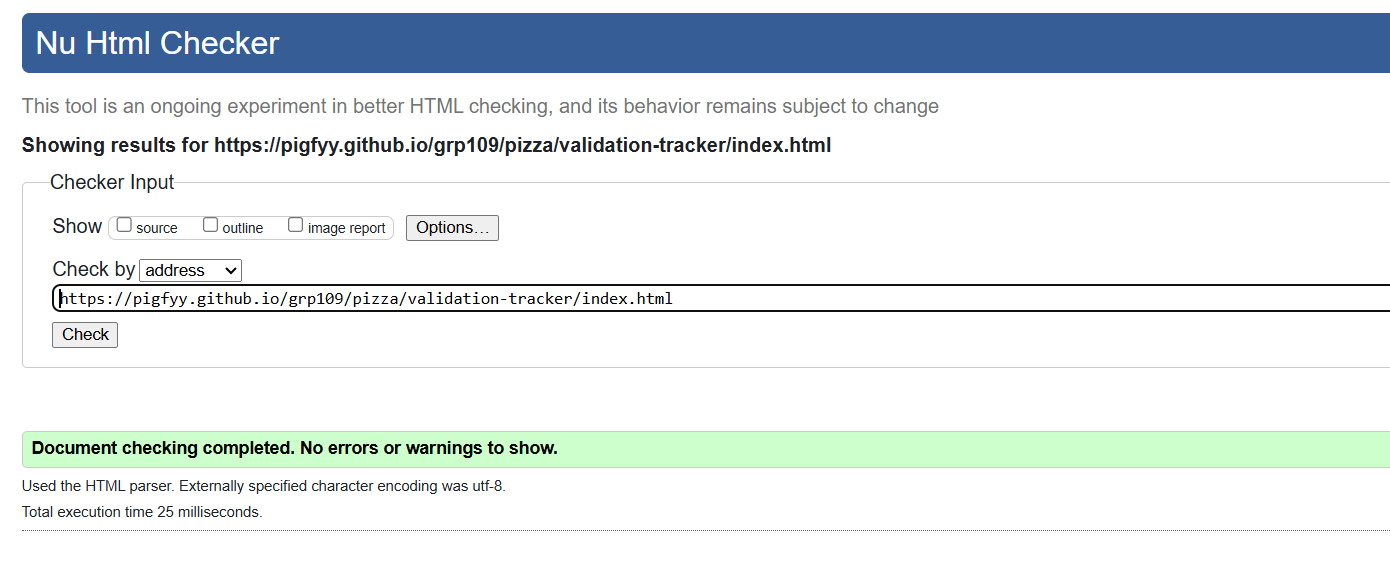 Nu Html Checker
This tool is an ongoing experiment in better HTML checking, and its behavior remains subject to change
Showing results for https://pigfyy.github.io/grp109/pizza/validation-tracker/index.html
Checker Input
Show source outline image report Options…
Check by address
https://pigfyy.github.io/grp109/pizza/validation-tracker/index.html
Check
Document checking completed. No errors or warnings to show.
Used the HTML parser. Externally specified character encoding was utf-8.
Total execution time 25 milliseconds.